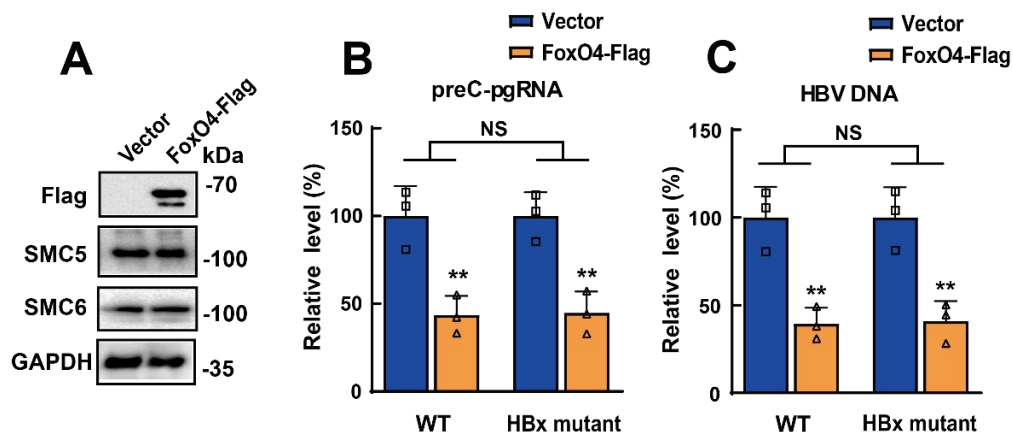 A
Vector
FoxO4-Flag
kDa
Flag
-70
SMC5
-100
SMC6
-100
GAPDH
-35
B
Vector
FoxO4-Flag
preC-pgRNA
Relative level (%)
150
100
50
0
NS
**
**
WT
HBx mutant
C
Vector
FoxO4-Flag
HBV DNA
Relative level (%)
150
100
50
0
NS
**
**
WT
HBx mutant